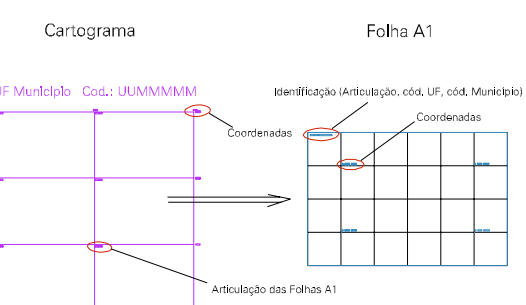 Cartograma
Folha A1
UF Município Cod.: UUMMMMM
Identificação (Articulação, cód. UF, cód. Município)
Coordenadas
Coordenadas
Articulação das Folhas A1